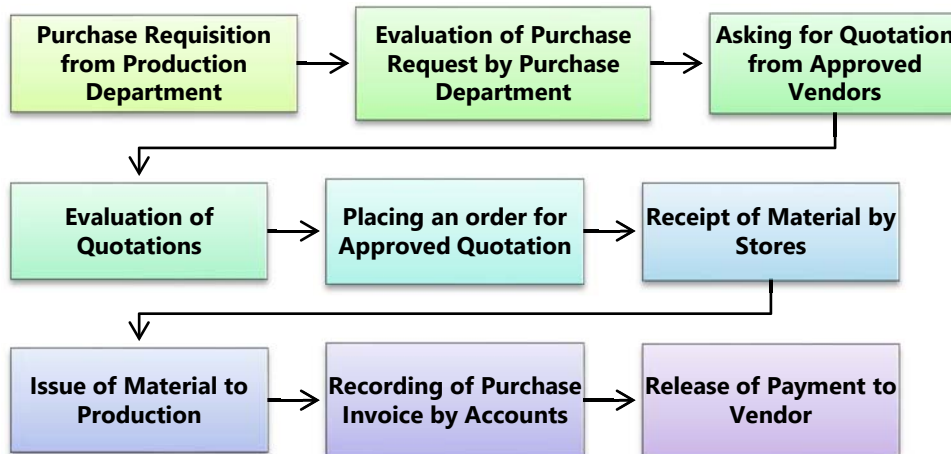 Purchase Requisition
from Production
Department
Evaluation of Purchase
Request by Purchase
Department
Asking for Quotation
from Approved
Vendors
Evaluation of
Quotations
Placing an order for
Approved Quotation
Receipt of Material by
Stores
Issue of Material to
Production
Recording of Purchase
Invoice by Accounts
Release of Payment to
Vendor